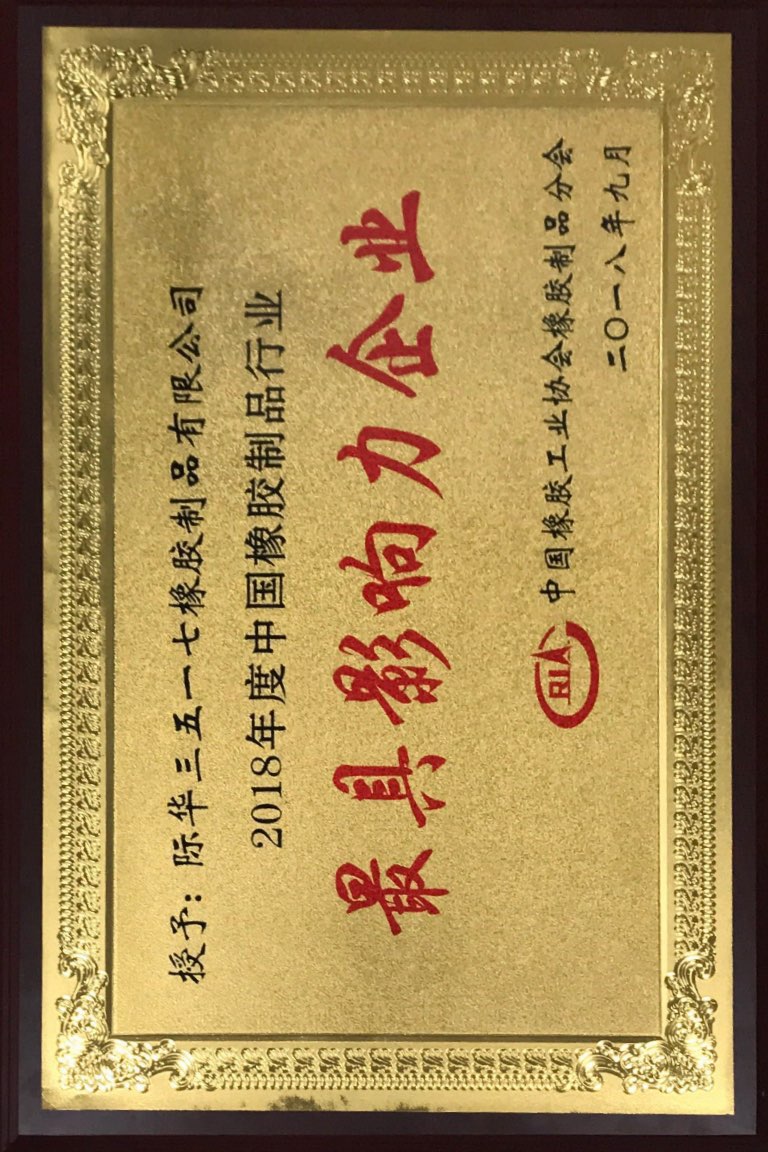 授予：际华三五一七橡胶制品有限公司
2018年度中国橡胶制品行业
最具影响力企业
CRIA
中国橡胶工业协会橡胶制品分会
二〇一八年九月